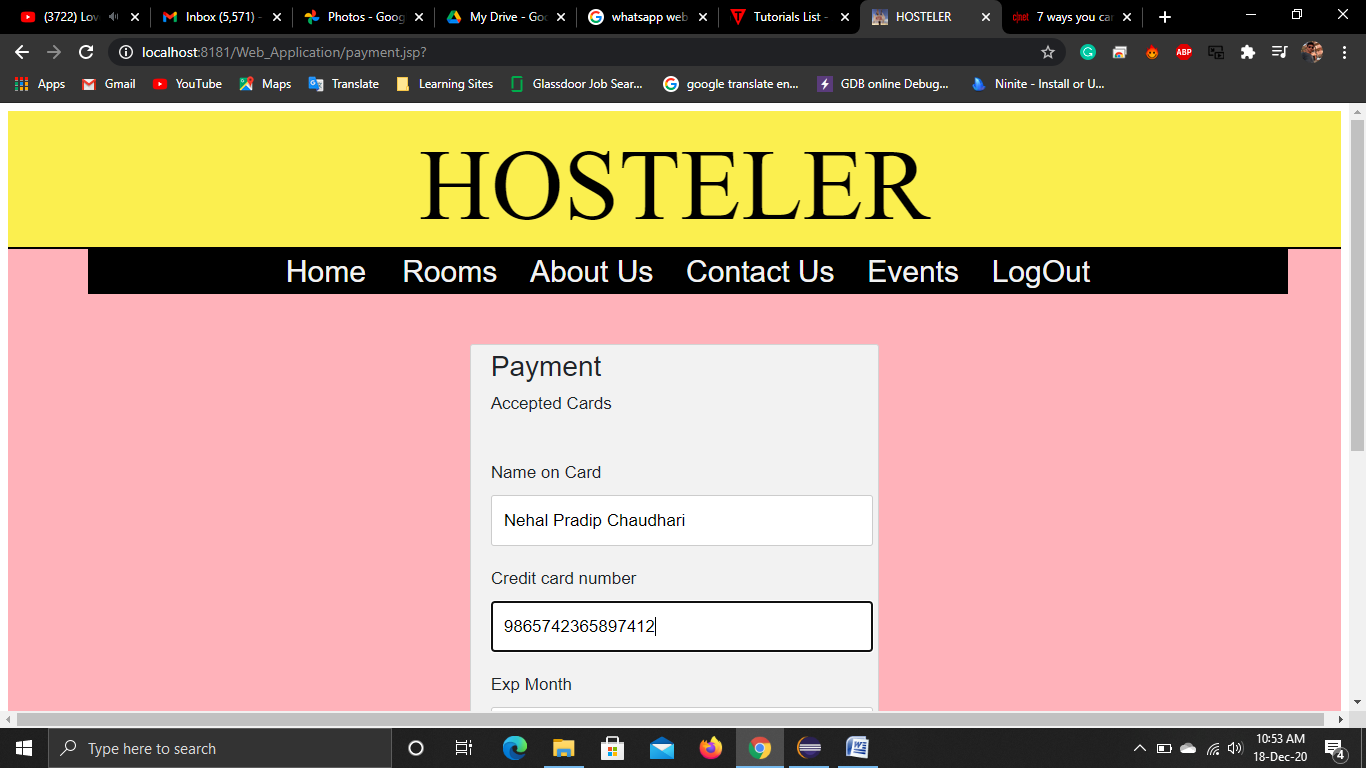 (3722) Lov
Inbox (5,571) -
Photos - Goog
My Drive - Goo
whatsapp web
Tutorials List -
HOSTELER
cjnet
7 ways you car
localhost:8181/Web_Application/payment.jsp?
ABP
Apps
Gmail
YouTube
Maps
Translate
Learning Sites
Glassdoor Job Sear...
google translate en...
GDB online Debug...
Ninite - Install or U...
HOSTELER
Home Rooms About Us Contact Us Events LogOut
Payment
Accepted Cards
Name on Card
Nehal Pradip Chaudhari
Credit card number
9865742365897412
Exp Month
Type here to search
10:53 AM
18-Dec-20
4